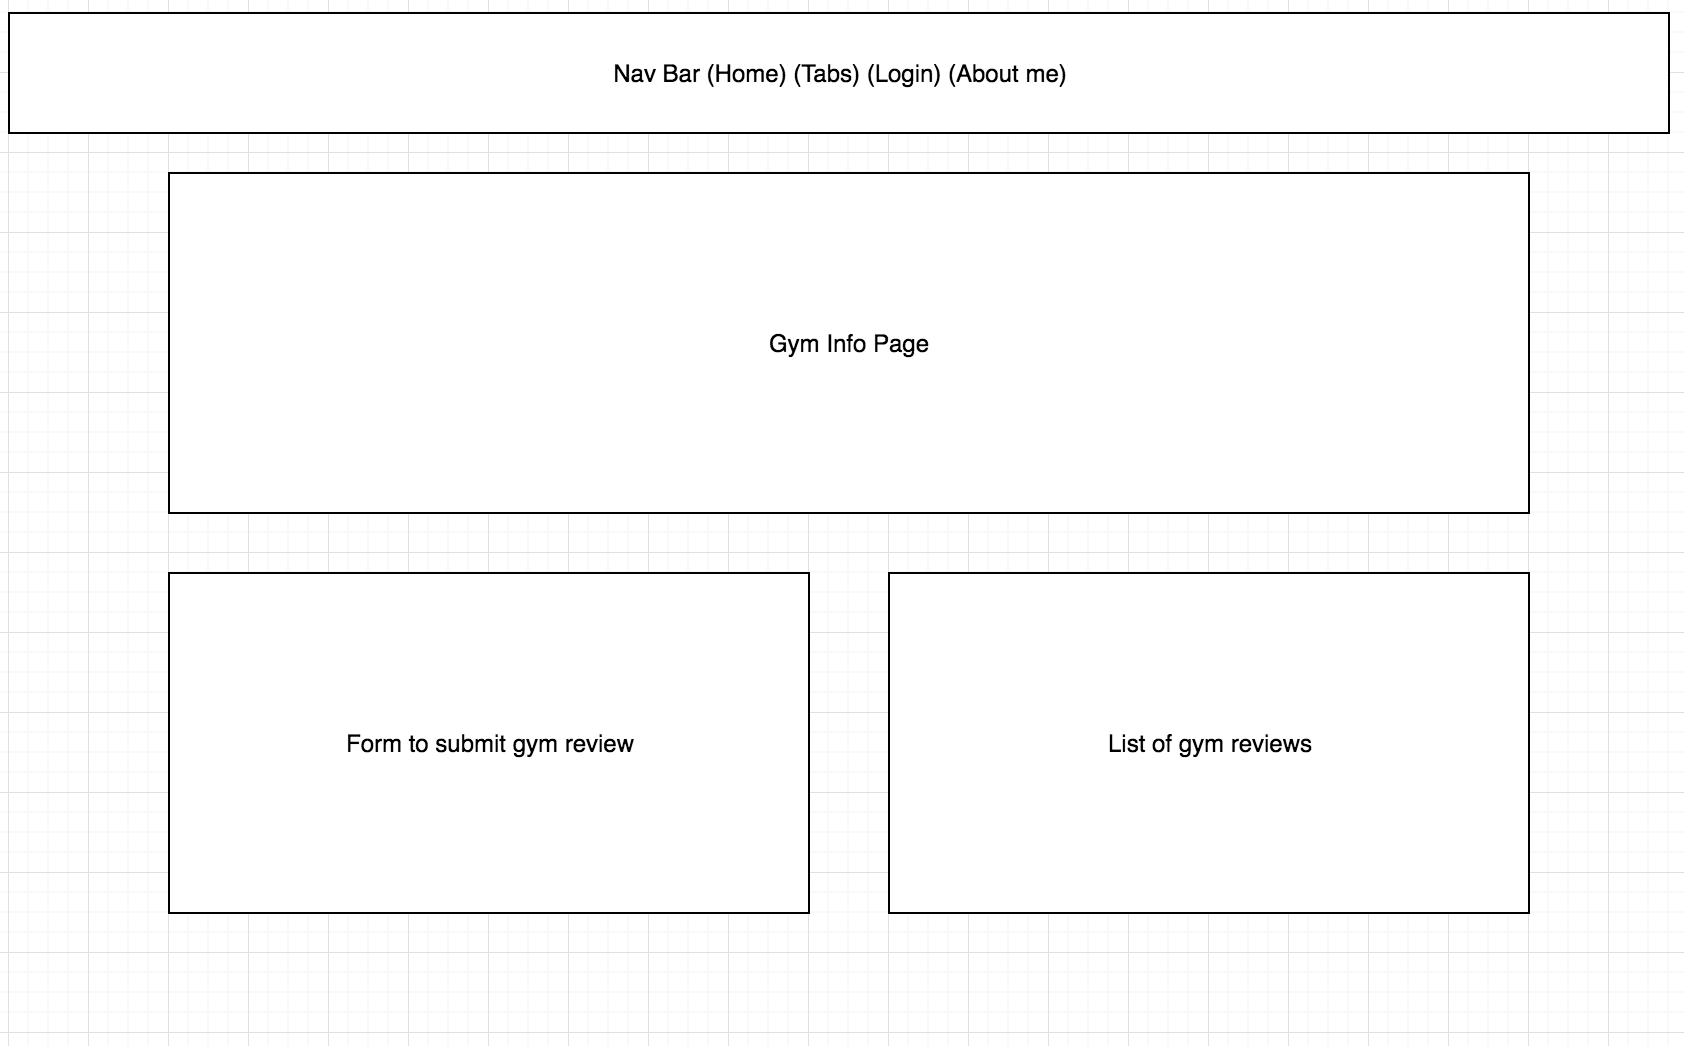 Nav Bar (Home) (Tabs) (Login) (About me)
Gym Info Page
Form to submit gym review
List of gym reviews